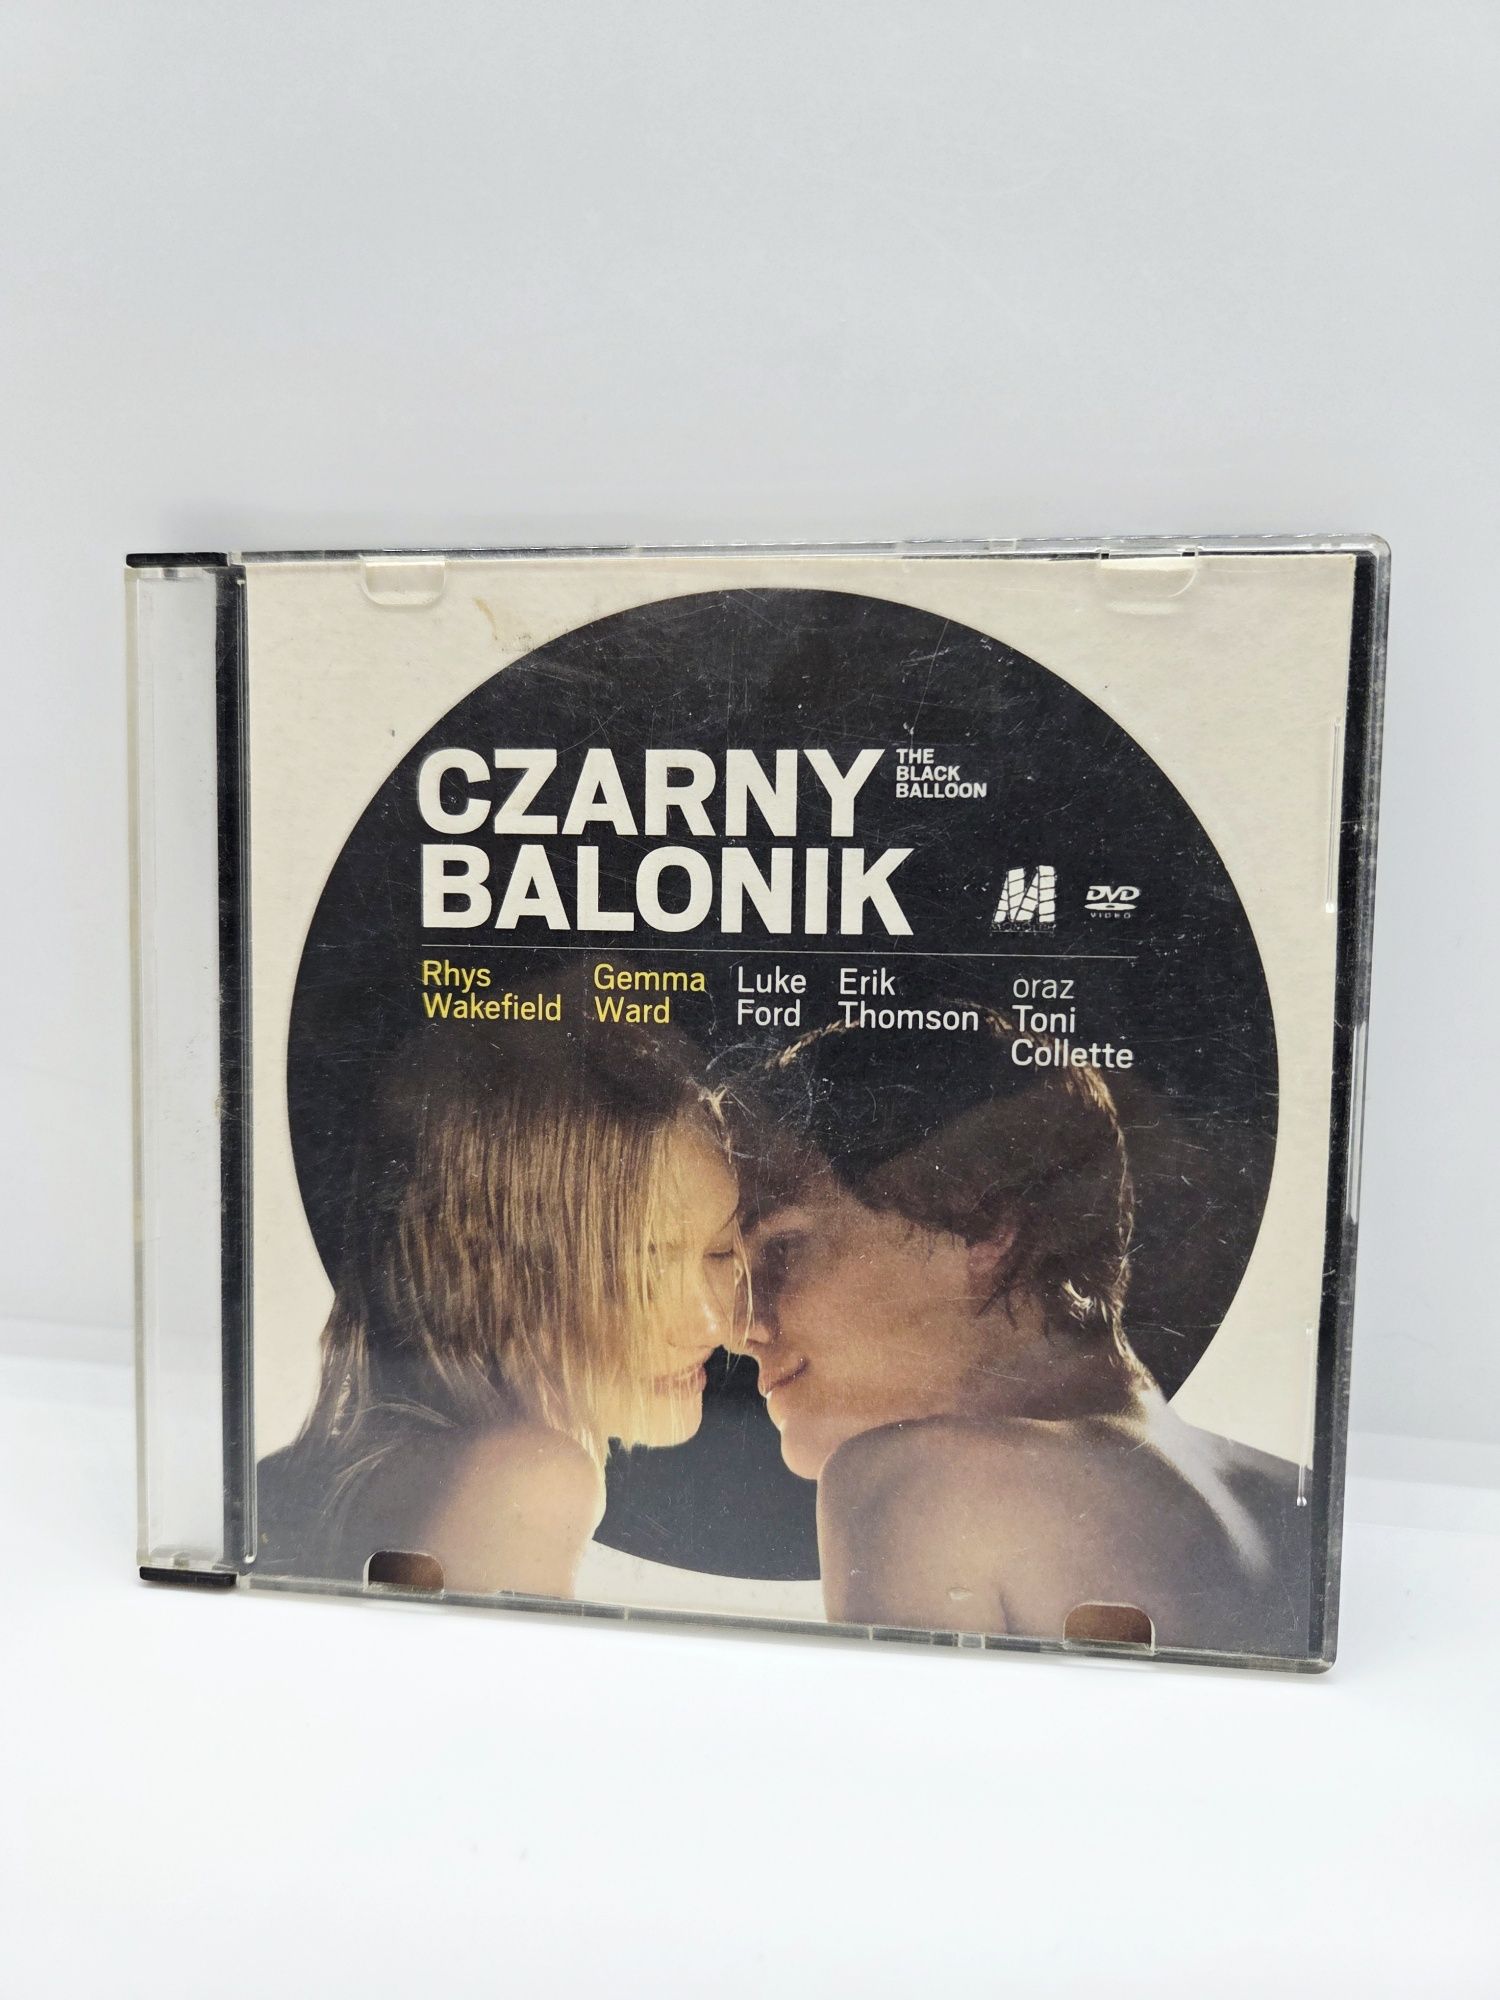 CZARNY
BALONIK
THE
BLACK
BALLOON
DVD
VIDEO
Rhys
Wakefield
Gemma
Ward
Luke
Ford
Erik
Thomson
oraz
Toni
Collette